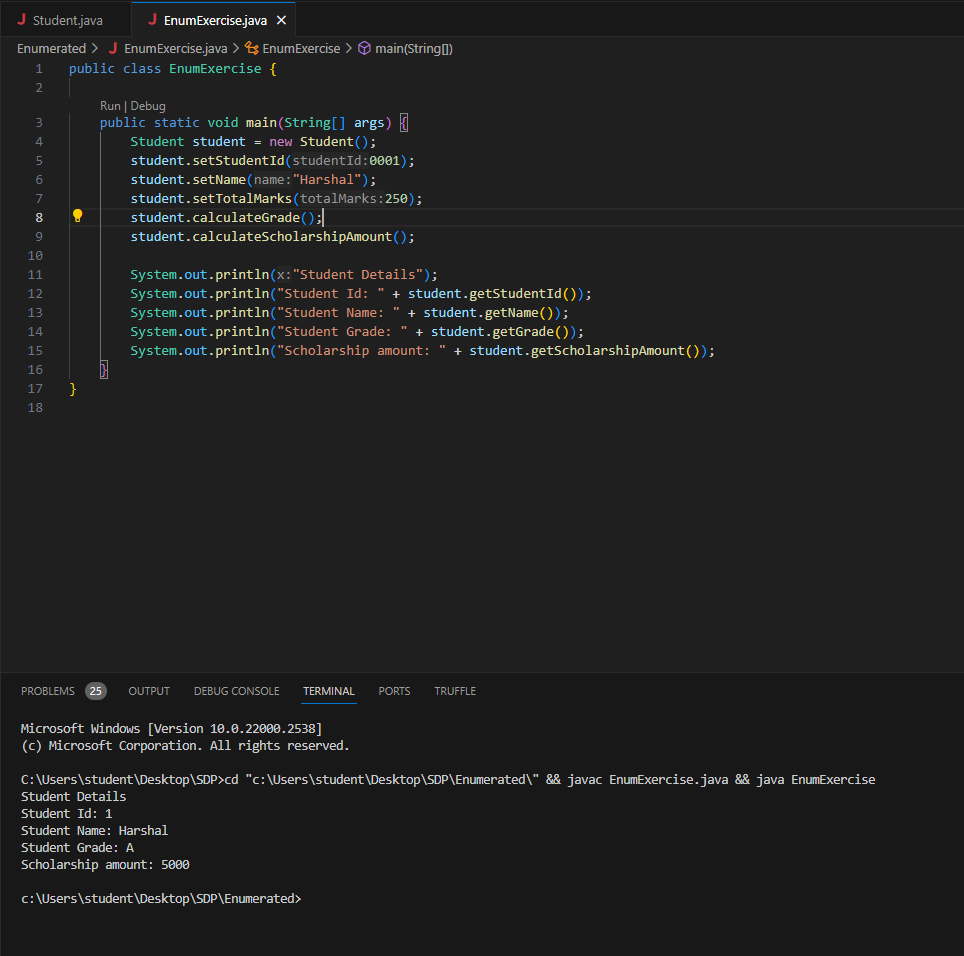 Student.java EnumExercise.java
Enumerated > EnumExercise.java > EnumExercise > main(String[])
1 public class EnumExercise {
2
Run | Debug
3 public static void main(String[] args) {
4 Student student = new Student();
5 student.setStudentId(studentId:0001);
6 student.setName(name:"Harshal");
7 student.setTotalMarks(totalMarks:250);
8 student.calculateGrade();
9 student.calculateScholarshipAmount();
10
11 System.out.println(x:"Student Details");
12 System.out.println("Student Id: " + student.getStudentId());
13 System.out.println("Student Name: " + student.getName());
14 System.out.println("Student Grade: " + student.getGrade());
15 System.out.println("Scholarship amount: " + student.getScholarshipAmount());
16 }
17 }
18
PROBLEMS 25 OUTPUT DEBUG CONSOLE TERMINAL PORTS TRUFFLE
Microsoft Windows [Version 10.0.22000.2538]
(c) Microsoft Corporation. All rights reserved.
C:\Users\student\Desktop\SDP>cd "c:\Users\student\Desktop\SDP\Enumerated\" && javac EnumExercise.java && java EnumExercise
Student Details
Student Id: 1
Student Name: Harshal
Student Grade: A
Scholarship amount: 5000
c:\Users\student\Desktop\SDP\Enumerated>